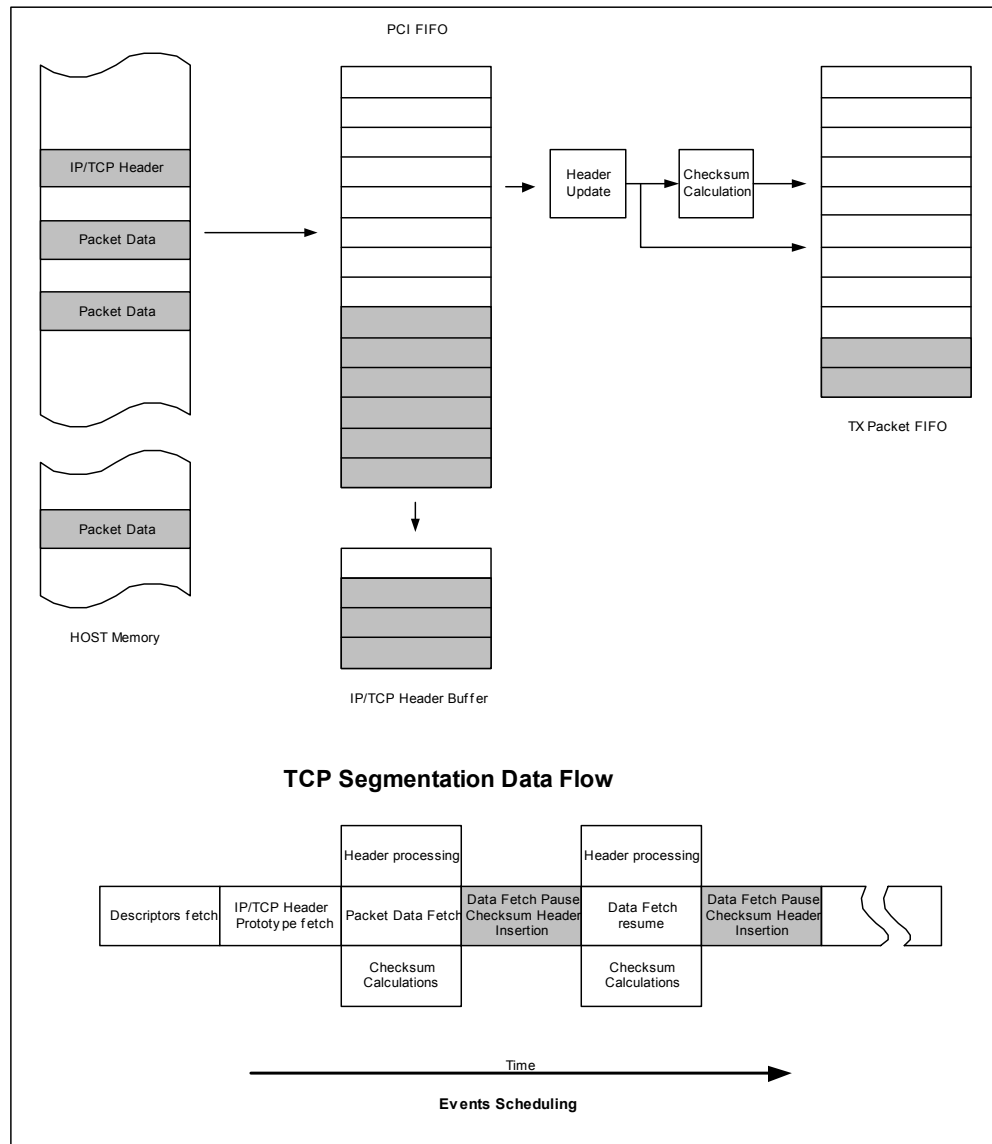 PCI FIFO
IP/TCP Header
Packet Data
Packet Data
Header
Update
Checksum
Calculation
TX Packet FIFO
Packet Data
HOST Memory
IP/TCP Header Buffer
TCP Segmentation Data Flow
Header processing
Header processing
Descriptors fetch
IP/TCP Header
Prototype fetch
Packet Data Fetch
Data Fetch Pause
Checksum Header
Insertion
Data Fetch
resume
Data Fetch Pause
Checksum Header
Insertion
Checksum
Calculations
Checksum
Calculations
Time
Events Scheduling